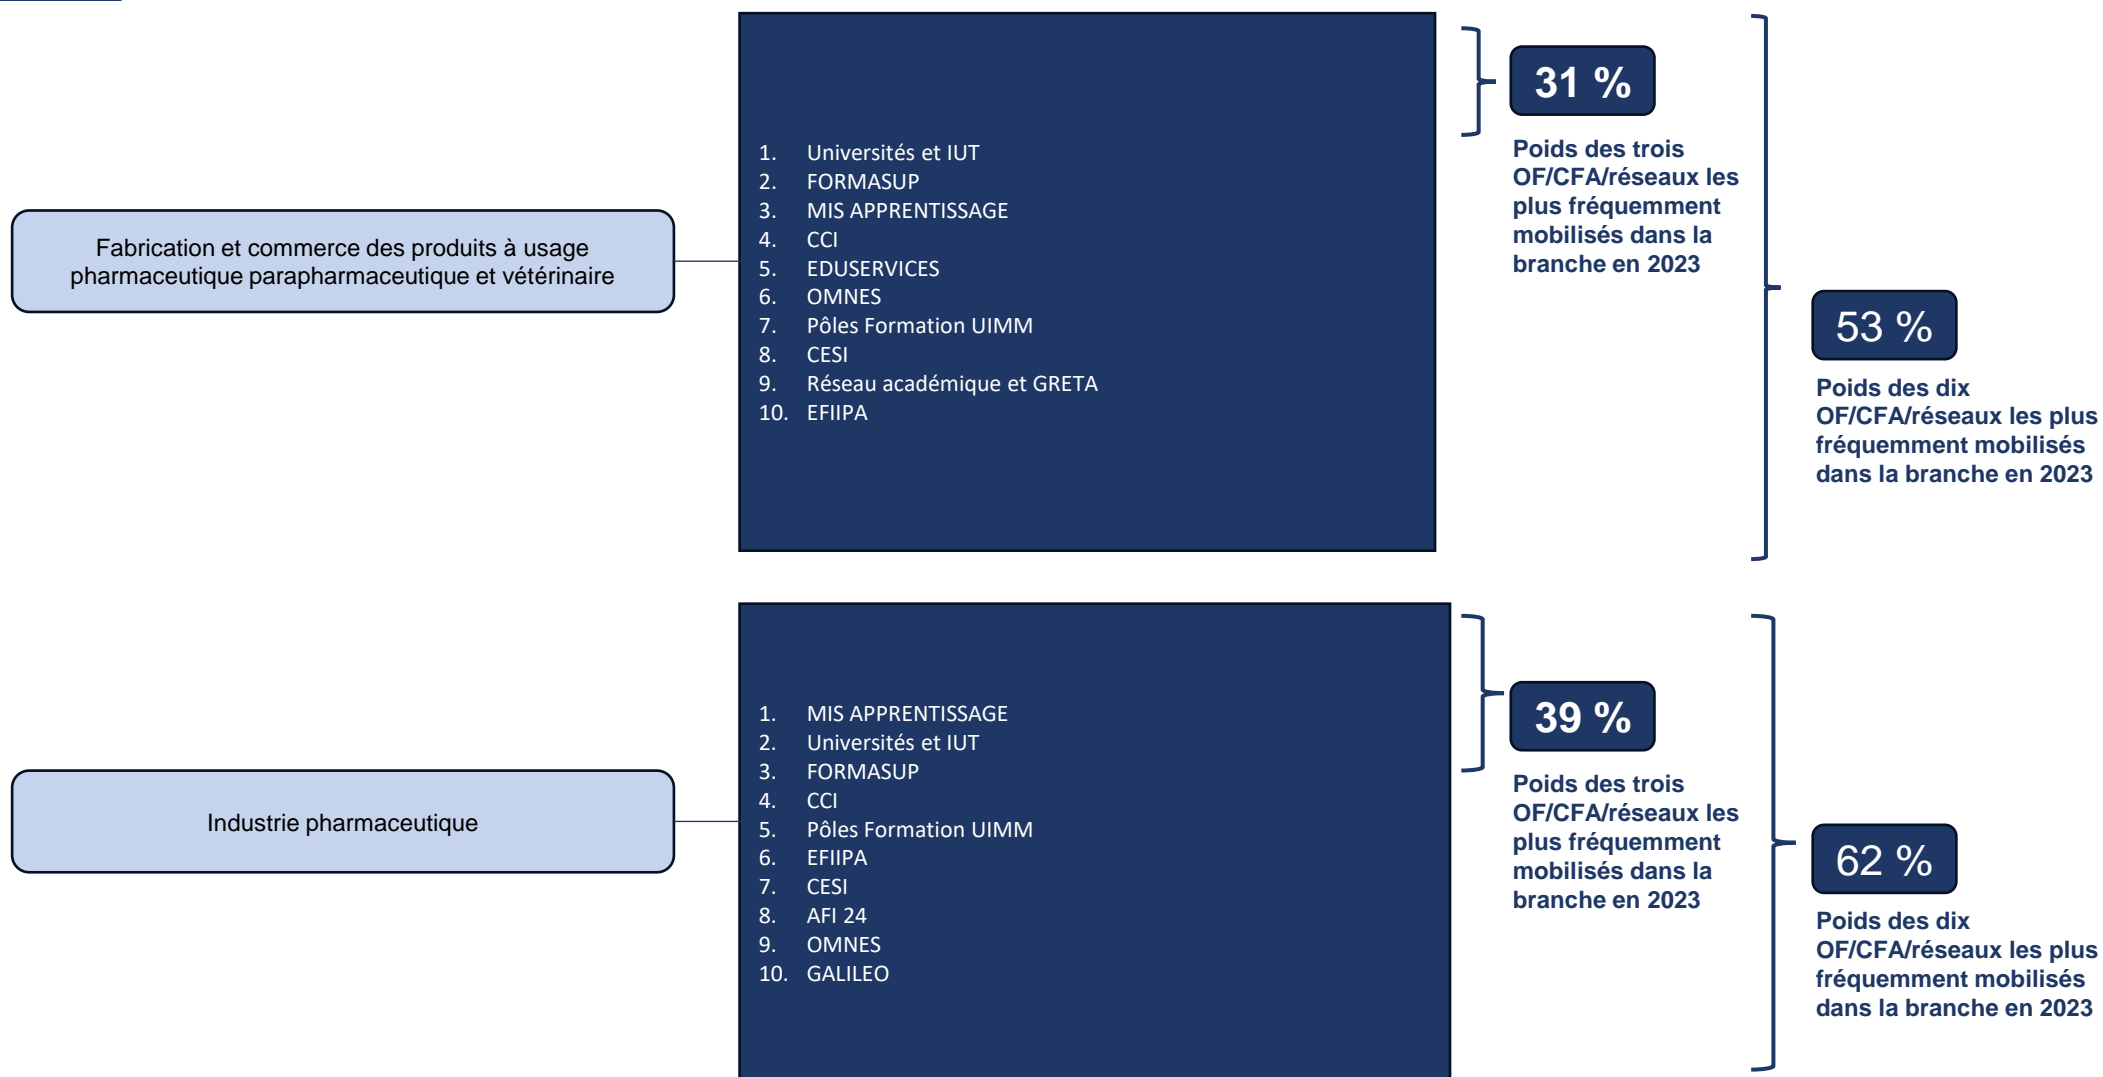 Fabrication et commerce des produits à usage
pharmaceutique parapharmaceutique et vétérinaire
1. Universités et IUT
2. FORMASUP
3. MIS APPRENTISSAGE
4. CCI
5. EDUSERVICES
6. OMNES
7. Pôles Formation UIMM
8. CESI
9. Réseau académique et GRETA
10. EFIIPA
31 %
Poids des trois
OF/CFA/réseaux les
plus fréquemment
mobilisés dans la
branche en 2023
53 %
Poids des dix
OF/CFA/réseaux les plus
fréquemment mobilisés
dans la branche en 2023
Industrie pharmaceutique
1. MIS APPRENTISSAGE
2. Universités et IUT
3. FORMASUP
4. CCI
5. Pôles Formation UIMM
6. EFIIPA
7. CESI
8. AFI 24
9. OMNES
10. GALILEO
39 %
Poids des trois
OF/CFA/réseaux les
plus fréquemment
mobilisés dans la
branche en 2023
62 %
Poids des dix
OF/CFA/réseaux les plus
fréquemment mobilisés
dans la branche en 2023